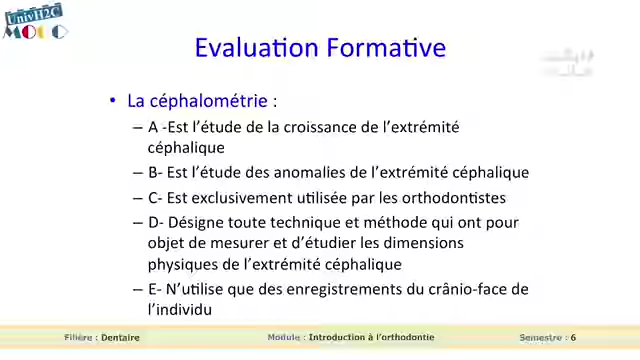 UnivH2C
MOOC
Evaluation Formative
• La céphalométrie :
– A -Est l’étude de la croissance de l’extrémité
céphalique
– B- Est l’étude des anomalies de l’extrémité céphalique
– C- Est exclusivement utilisée par les orthodontistes
– D- Désigne toute technique et méthode qui ont pour
objet de mesurer et d’étudier les dimensions
physiques de l’extrémité céphalique
– E- N’utilise que des enregistrements du crânio-face de
l’individu
Filière : Dentaire Module : Introduction à l’orthodontie Semestre : 6